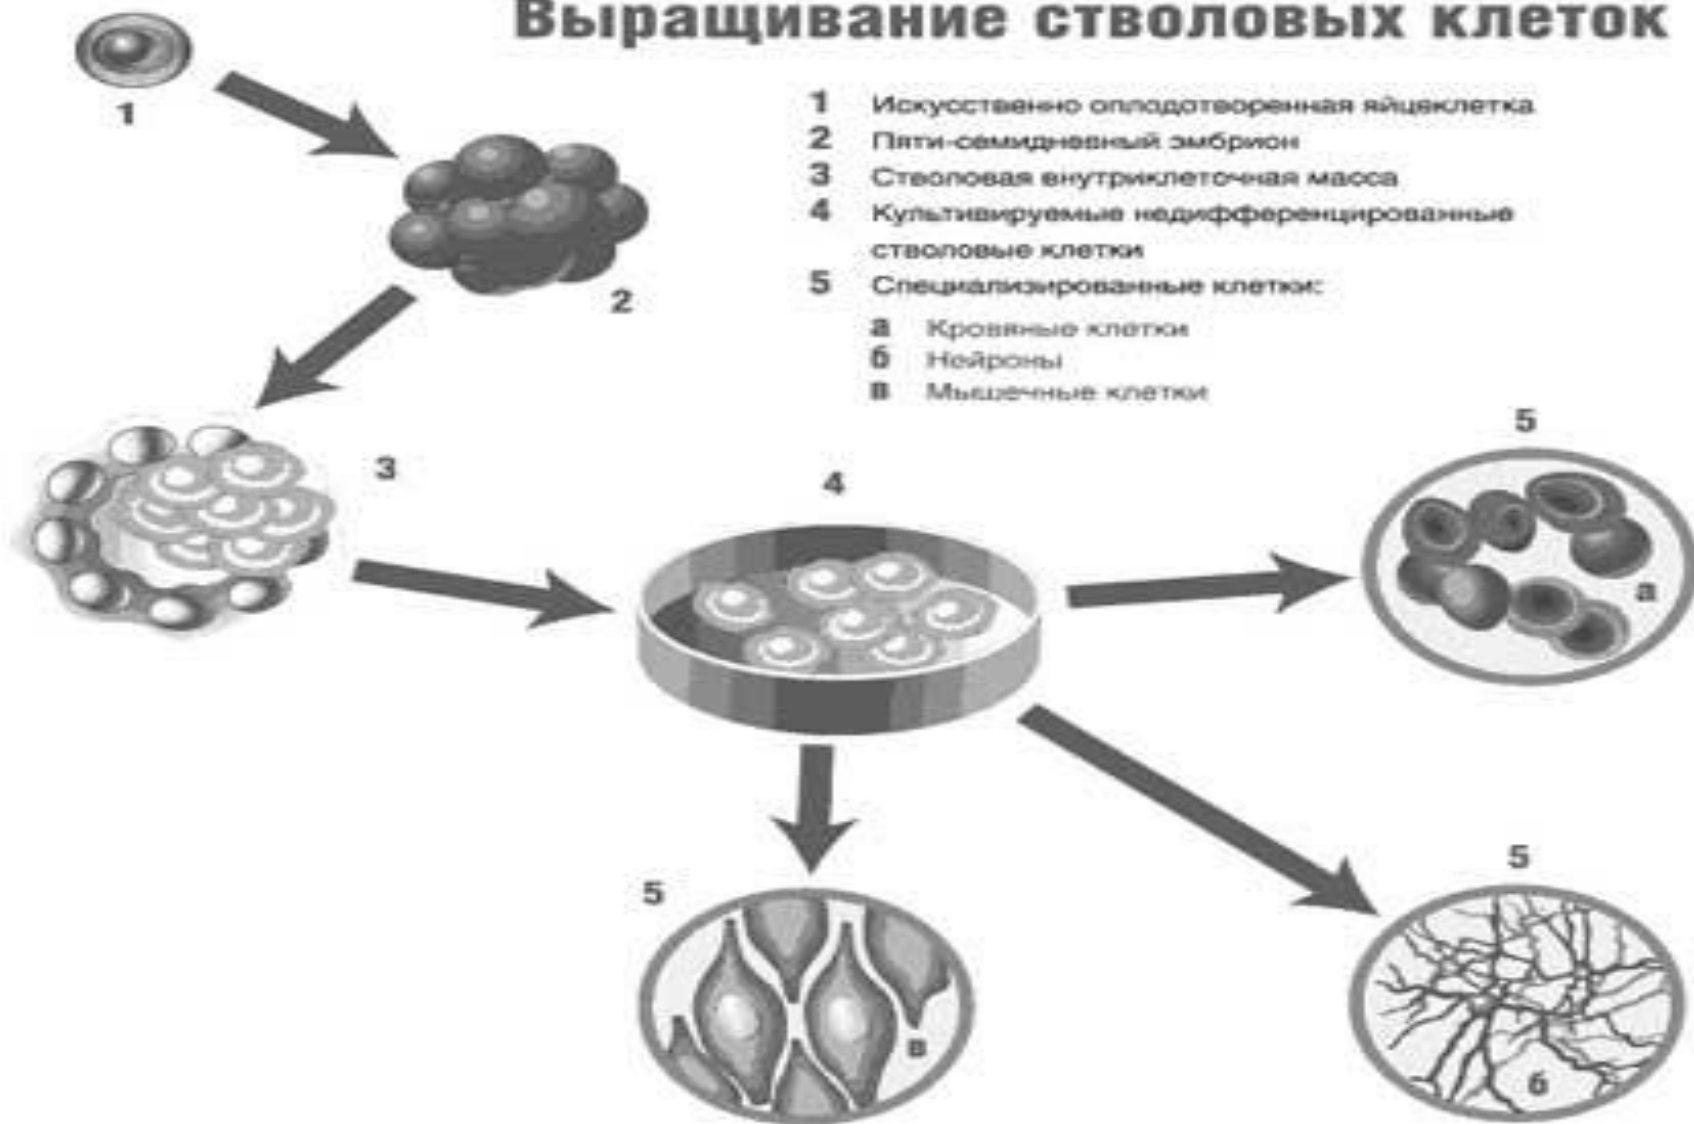 Выращивание стволовых клеток
1 Искусственно оплодотворенная яйцеклетка
2 Пяти-семидневный эмбрион
3 Стволовая внутриклеточная масса
4 Культивируемые недифференцированные
стволовые клетки
5 Специализированные клетки:
а Кровяные клетки
б Нейроны
в Мышечные клетки
1
2
3
4
5
а
5
в
5
б